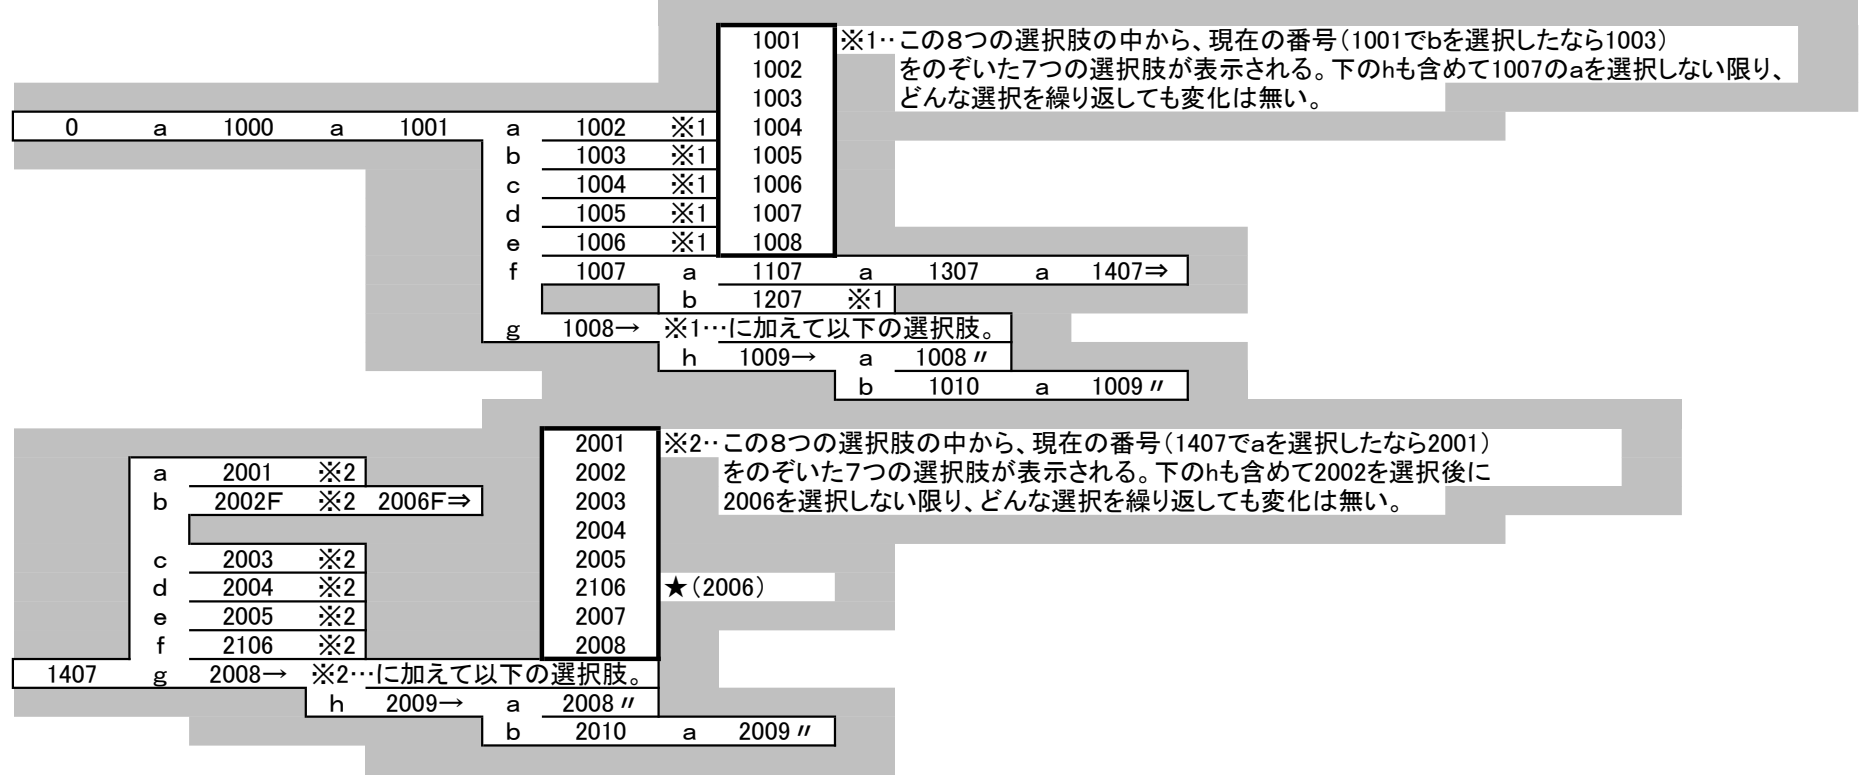 1001 ※1‥この８つの選択肢の中から、現在の番号（1001でbを選択したなら1003）
1002 をのぞいた７つの選択肢が表示される。下のhも含めて1007のaを選択しない限り、
1003 どんな選択を繰り返しても変化は無い。
0 a 1000 a 1001 a 1002 ※1 1004
b 1003 ※1 1005
c 1004 ※1 1006
d 1005 ※1 1007
e 1006 ※1 1008
f 1007 a 1107 a 1307 a 1407⇒
b 1207 ※1
g 1008→ ※1…に加えて以下の選択肢。
h 1009→ a 1008〃
b 1010 a 1009〃
2001 ※2‥この８つの選択肢の中から、現在の番号（1407でaを選択したなら2001）
a 2001 ※2 2002 をのぞいた７つの選択肢が表示される。下のhも含めて2002を選択後に
b 2002F ※2 2006F⇒ 2003 2006を選択しない限り、どんな選択を繰り返しても変化は無い。
2004
c 2003 ※2 2005
d 2004 ※2 2106 ★（2006）
e 2005 ※2 2007
f 2106 ※2 2008
1407 g 2008→ ※2…に加えて以下の選択肢。
h 2009→ a 2008〃
b 2010 a 2009〃